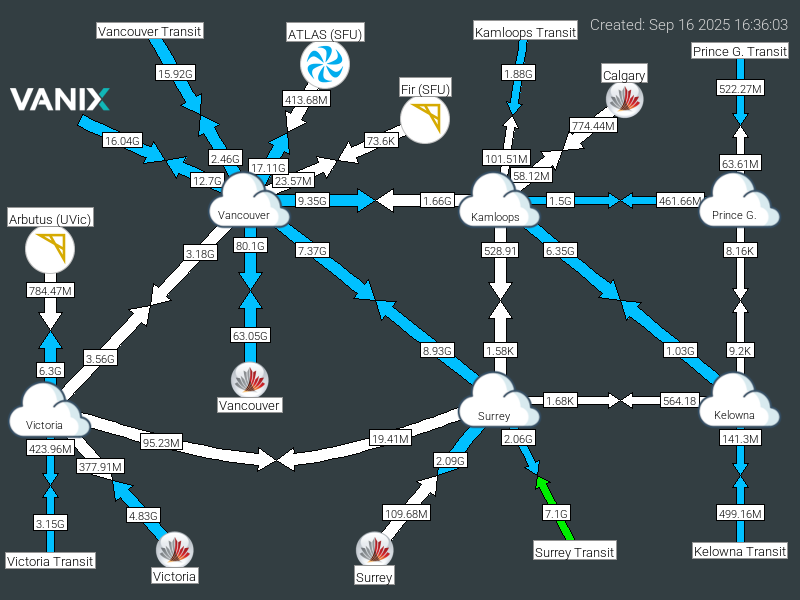 Created: Sep 16 2025 16:36:03
Vancouver Transit
ATLAS (SFU)
Kamloops Transit
Prince G. Transit
15.92G
1.88G
Calgary
522.27M
Fir (SFU)
VANIX
413.68M
774.44M
16.04G
73.6K
2.46G
101.51M
63.61M
17.11G
58.12M
12.7G
23.57M
9.35G
1.66G
1.5G
461.66M
Vancouver
Kamloops
Prince G.
Arbutus (UVic)
3.18G
80.1G
7.37G
528.91
6.35G
8.16K
784.47M
63.05G
3.56G
8.93G
1.58K
1.03G
9.2K
6.3G
Vancouver
1.68K
564.18
Victoria
Surrey
Kelowna
423.96M
95.23M
19.41M
2.06G
141.3M
377.91M
2.09G
3.15G
4.83G
109.68M
7.1G
499.16M
Victoria Transit
Victoria
Surrey
Surrey Transit
Kelowna Transit